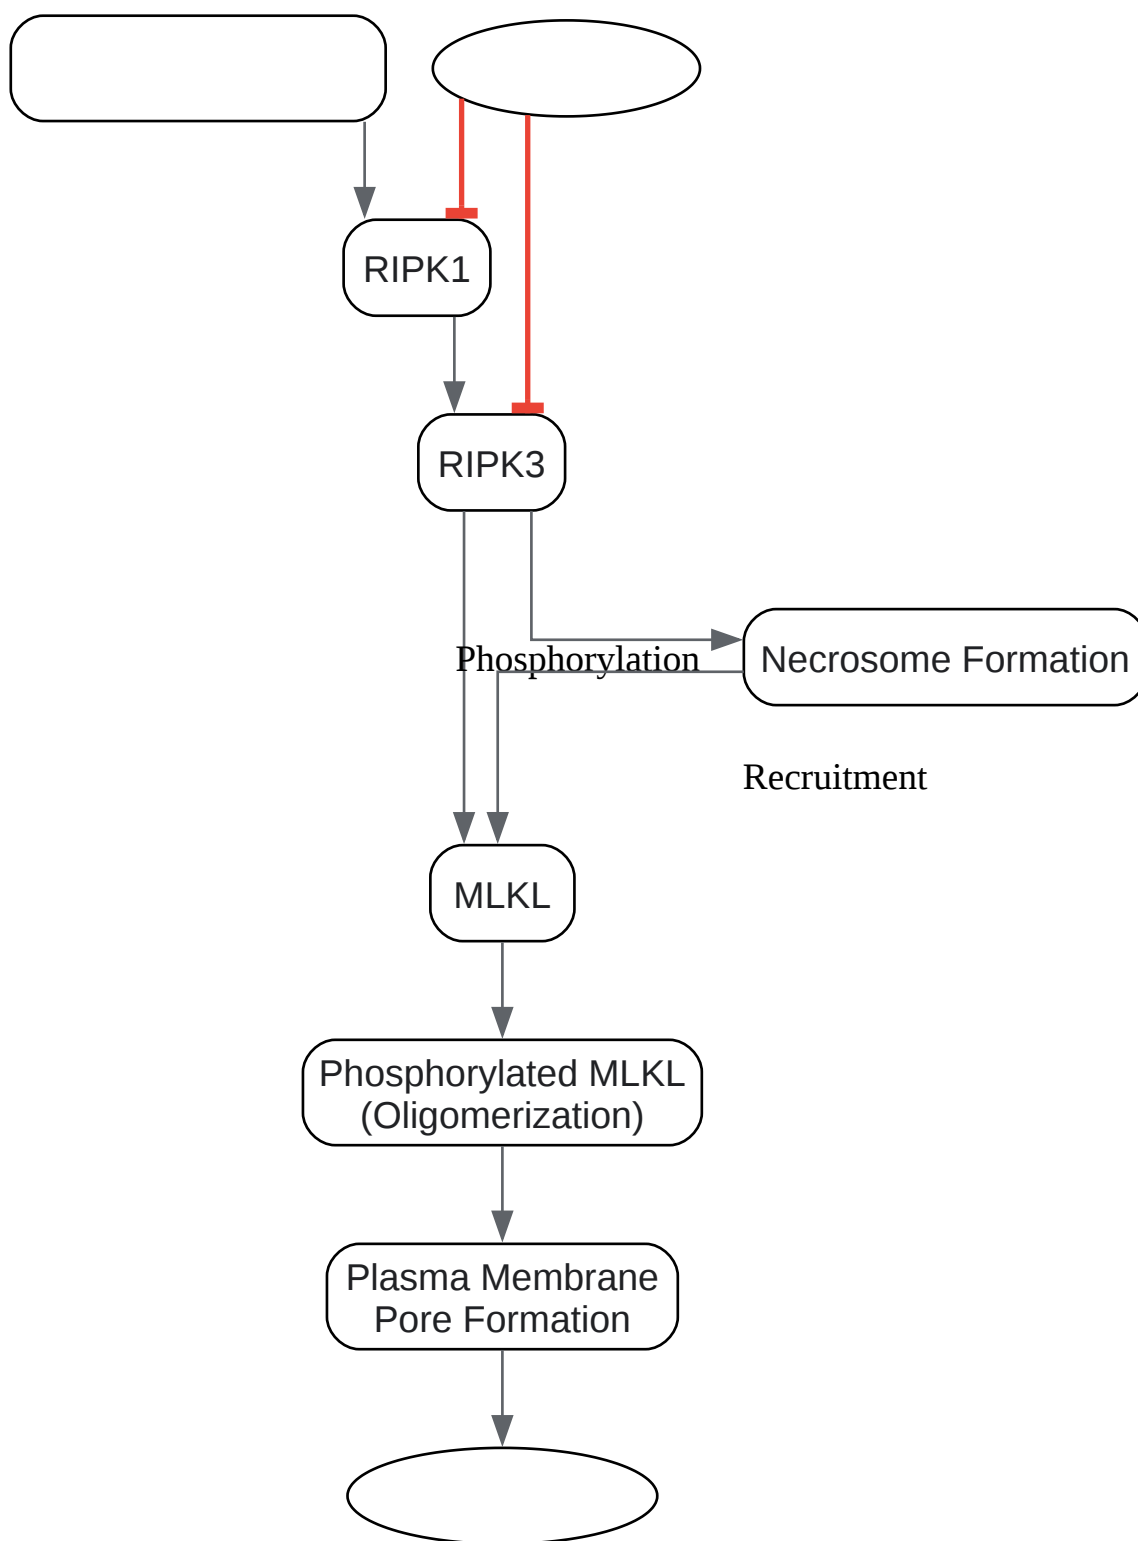 RIPK1
RIPK3
Phosphorylation
Necrosome Formation
Recruitment
MLKL
Phosphorylated MLKL
(Oligomerization)
Plasma Membrane
Pore Formation